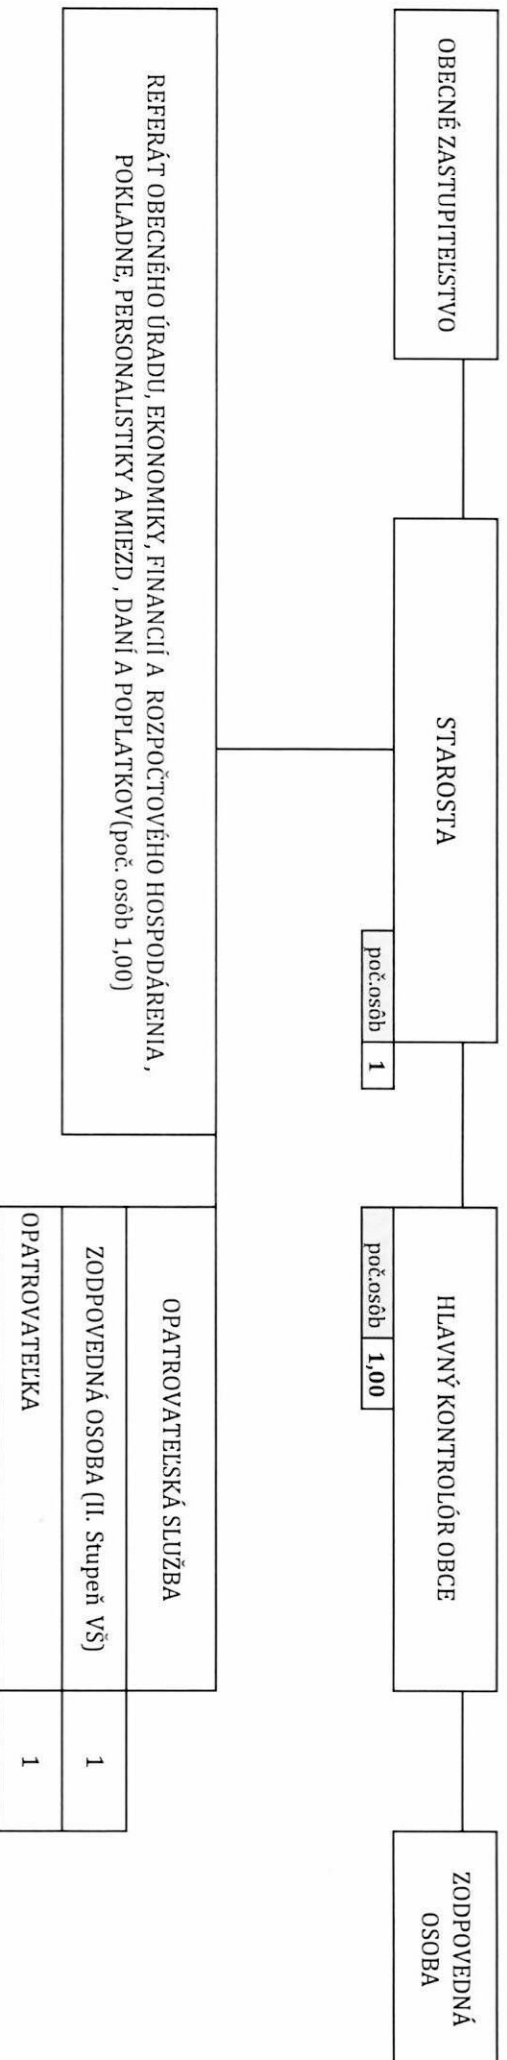 OBECNÉ ZASTUPITEĽSTVO
STAROSTA
poč.osôb 1
HLAVNÝ KONTROLÓR OBCE
poč.osôb 1,00
ZODPOVEDNÁ
OSOBA
REFERÁT OBECNÉHO ÚRADU, EKONOMIKY, FINANCIÍ A ROZPOČTOVÉHO HOSPODÁRENIA ,
POKLADNE, PERSONALISTIKY A MIEZD , DANÍ A POPLATKOV(poč. osôb 1,00)
OPATROVATEĽSKÁ SLUŽBA
ZODPOVEDNÁ OSOBA (II. Stupeň VŠ) 1
OPATROVATEĽKA 1